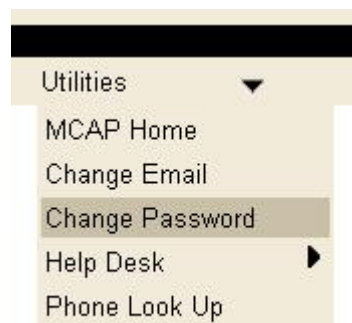 Utilities
MCAP Home
Change Email
Change Password
Help Desk
Phone Look Up